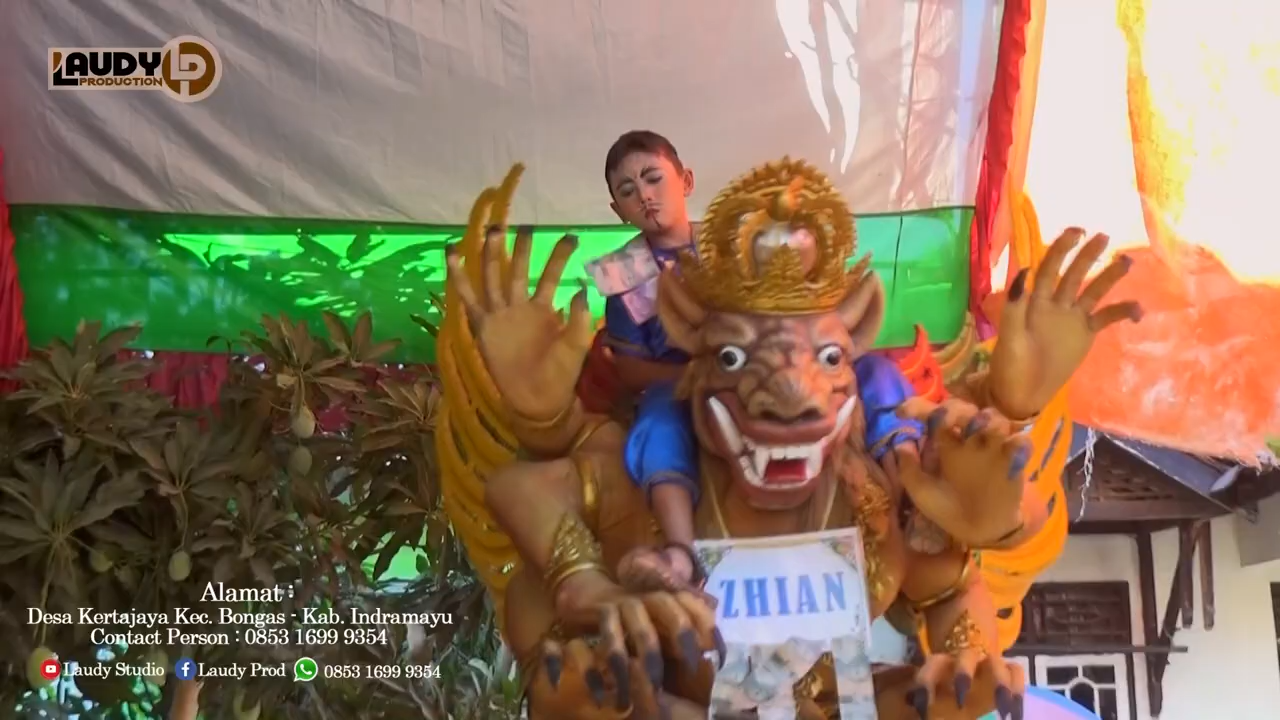 LAUDY LP
PRODUCTION
ZHIAN
Alamat :
Desa Kertajaya Kec. Bongas - Kab. Indramayu
Contact Person : 0853 1699 9354
Laudy Studio Laudy Prod 0853 1699 9354